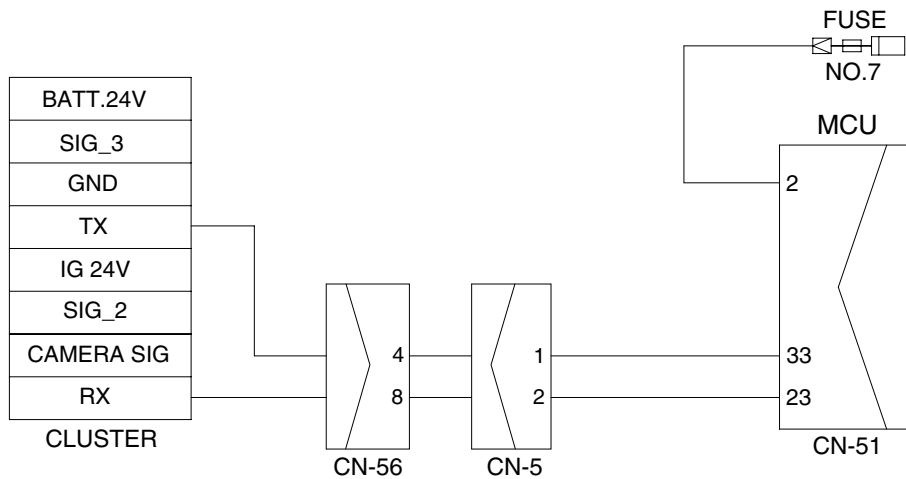 FUSE
NO.7
MCU
BATT.24V
SIG_3
GND
TX
IG 24V
SIG_2
CAMERA SIG
RX
CLUSTER
2
4
1
33
8
2
23
CN-56
CN-5
CN-51